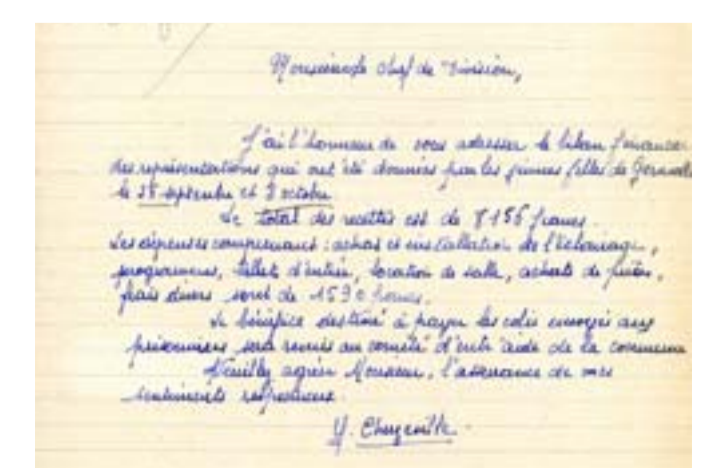 Monsieur le chef de Division,
J'ai l'honneur de vous adresser le bilan financier
des représentations qui ont été données par les jeunes filles de
le 28 septembre et 8 octobre
Le total des recettes est de 8156 francs.
Les dépenses comprenant : achat et installation de l'éclairage,
programmes, billets d'entrée, location de salle, achats de
frais divers sont de 1590 francs.
Le bénéfice destiné à payer les colis envoyés aux
prisonniers sera remis au comité d'entr'aide de la commune
Veuillez agréer Monsieur, l'assurance de mes
sentiments respectueux.